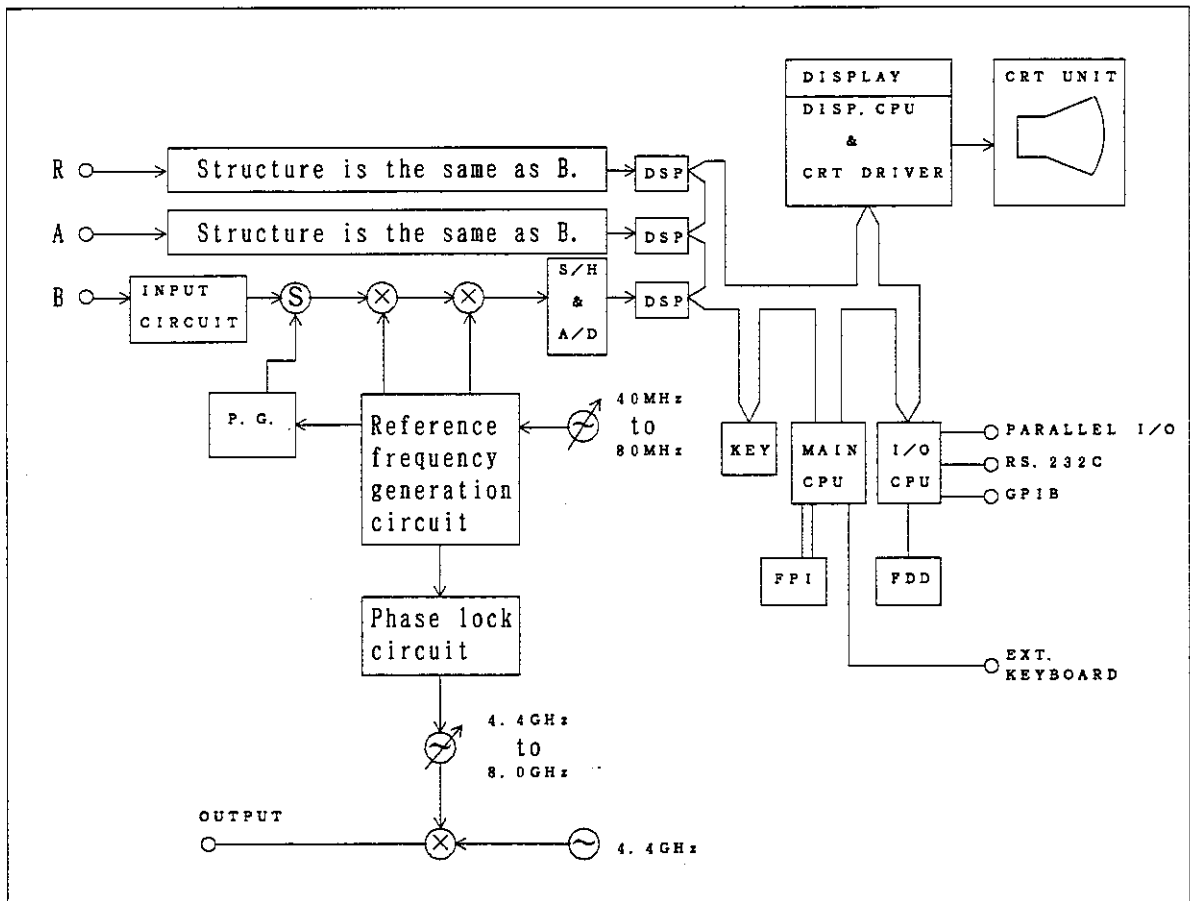 DISPLAY
DISP. CPU
&
CRT DRIVER
CRT UNIT
R
Structure is the same as B.
DSP
A
Structure is the same as B.
DSP
B
INPUT
CIRCUIT
S
×
×
S/H
&
A/D
DSP
P. G.
Reference
frequency
generation
circuit
~
40MHz
to
80MHz
KEY
MAIN
CPU
I/O
CPU
PARALLEL I/O
RS. 232C
GPIB
FPI
FDD
Phase lock
circuit
EXT.
KEYBOARD
~
4. 4GHz
to
8. 0GHz
OUTPUT
×
~
4. 4GHz